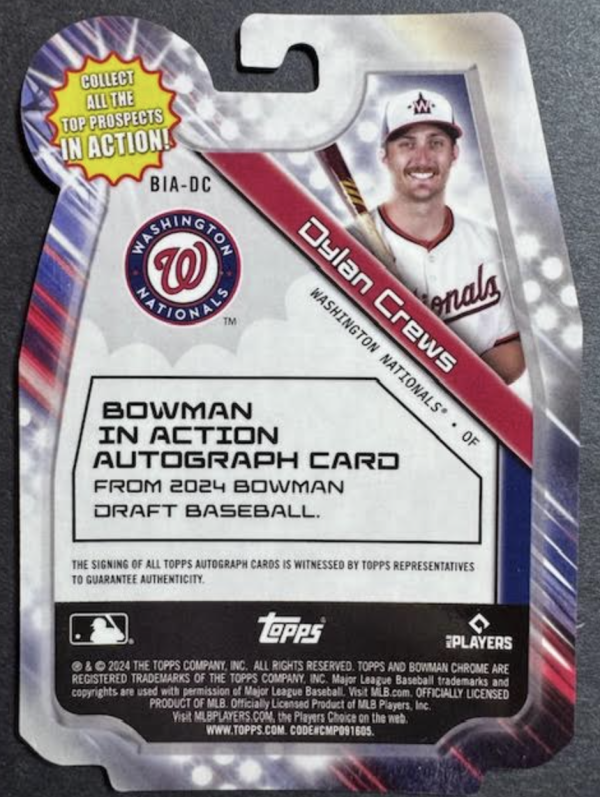 COLLECT
ALL THE
TOP PROSPECTS
IN ACTION!
BIA-DC
WASHINGTON
W
NATIONALS
TM
W
onals
Dylan Crews
WASHINGTON NATIONALS® • OF
BOWMAN
IN ACTION
AUTOGRAPH CARD
FROM 2024 BOWMAN
DRAFT BASEBALL.
THE SIGNING OF ALL TOPPS AUTOGRAPH CARDS IS WITNESSED BY TOPPS REPRESENTATIVES
TO GUARANTEE AUTHENTICITY.
topps
PLAYERS
® & © 2024 THE TOPPS COMPANY, INC. ALL RIGHTS RESERVED. TOPPS AND BOWMAN CHROME ARE
REGISTERED TRADEMARKS OF THE TOPPS COMPANY, INC. Major League Baseball trademarks and
copyrights are used with permission of Major League Baseball. Visit MLB.com. OFFICIALLY LICENSED
PRODUCT OF MLB. Officially Licensed Product of MLB Players, Inc.
Visit MLBPLAYERS.COM, the Players Choice on the web.
WWW.TOPPS.COM. CODE#CMP091605.